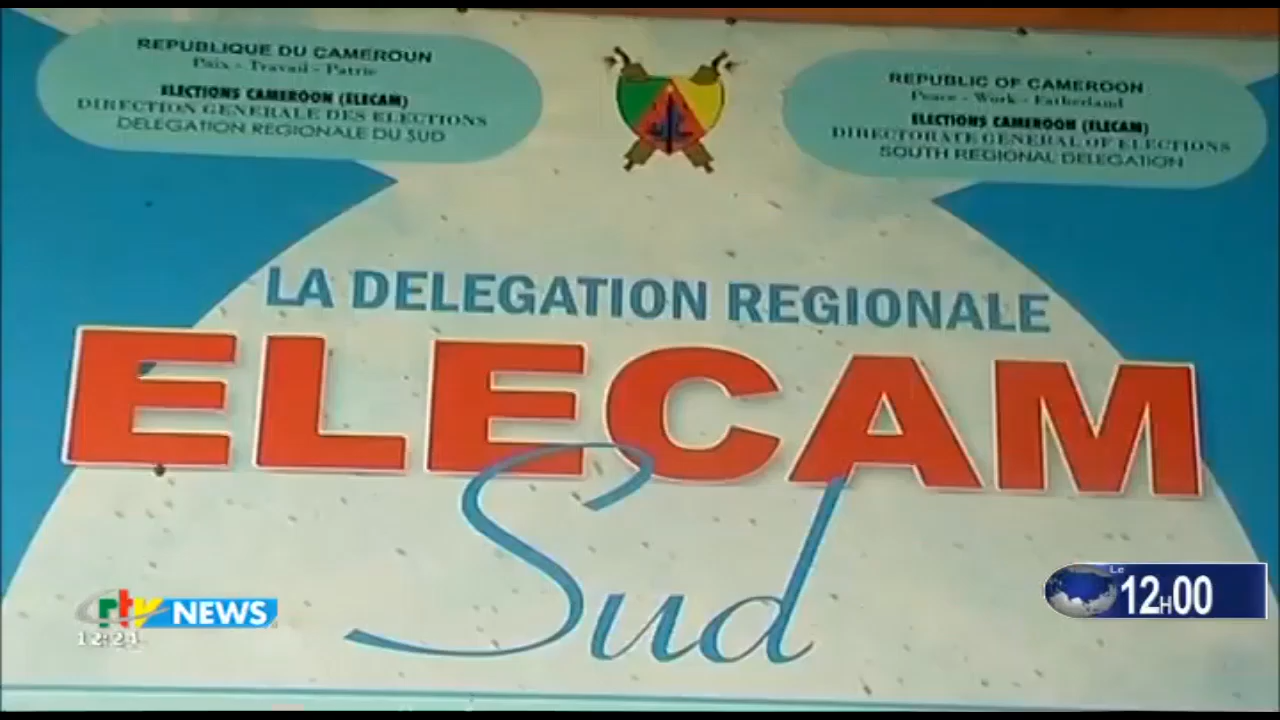 REPUBLIQUE DU CAMEROUN
Paix - Travail - Patrie
ELECTIONS CAMEROON (ELECAM)
DIRECTION GENERALE DES ELECTIONS
DELEGATION REGIONALE DU SUD
REPUBLIC OF CAMEROON
Peace - Work - Fatherland
ELECTIONS CAMEROON (ELECAM)
DIRECTORATE GENERAL OF ELECTIONS
SOUTH REGIONAL DELEGATION
LA DELEGATION REGIONALE
ELECAM
Sud
crtv NEWS
12:24
Le
12H00